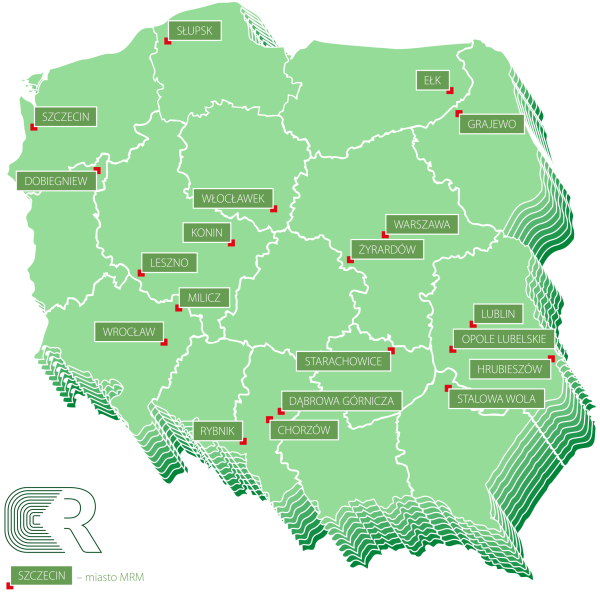 SŁUPSK
EŁK
SZCZECIN
GRAJEWO
DOBIEGNIEW
WŁOCŁAWEK
WARSZAWA
KONIN
ŻYRARDÓW
LESZNO
MILICZ
LUBLIN
WROCŁAW
OPOLE LUBELSKIE
STARACHOWICE
HRUBIESZÓW
DĄBROWA GÓRNICZA
STALOWA WOLA
RYBNIK
CHORZÓW
CR
SZCZECIN – miasto MRM